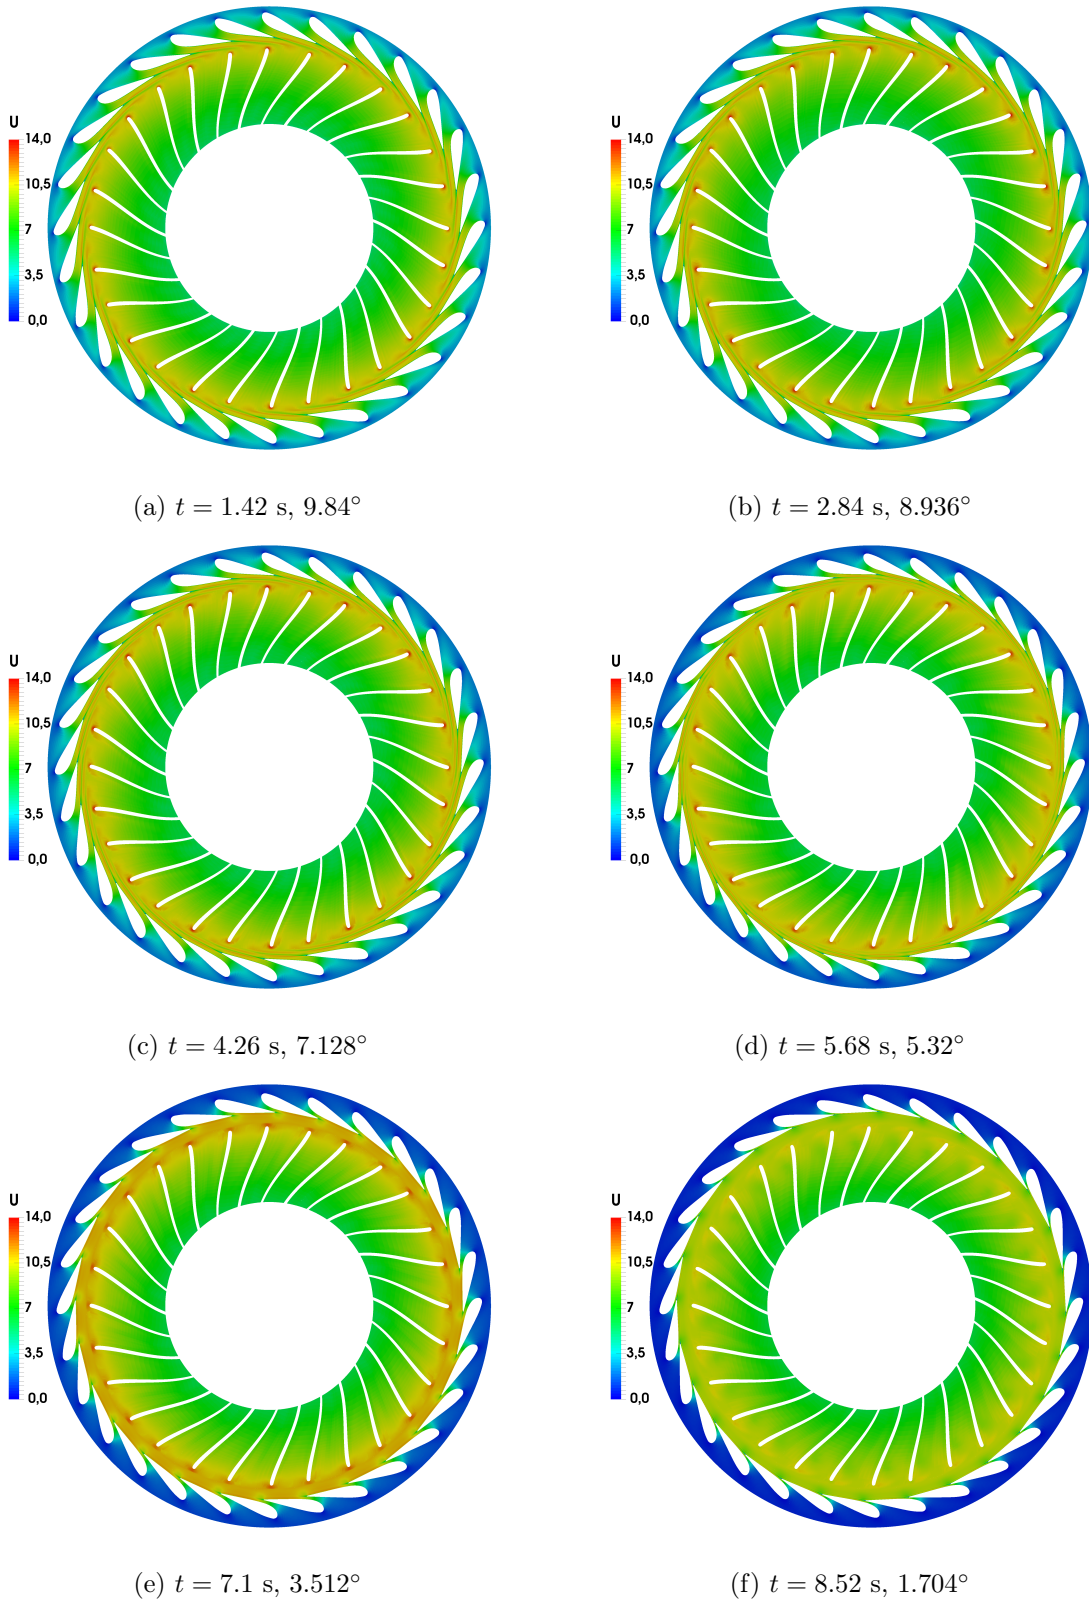 U
14,0
10,5
7
3,5
0,0
U
14,0
10,5
7
3,5
0,0
(a) t = 1.42 s, 9.84°
(b) t = 2.84 s, 8.936°
U
14,0
10,5
7
3,5
0,0
U
14,0
10,5
7
3,5
0,0
(c) t = 4.26 s, 7.128°
(d) t = 5.68 s, 5.32°
U
14,0
10,5
7
3,5
0,0
U
14,0
10,5
7
3,5
0,0
(e) t = 7.1 s, 3.512°
(f) t = 8.52 s, 1.704°